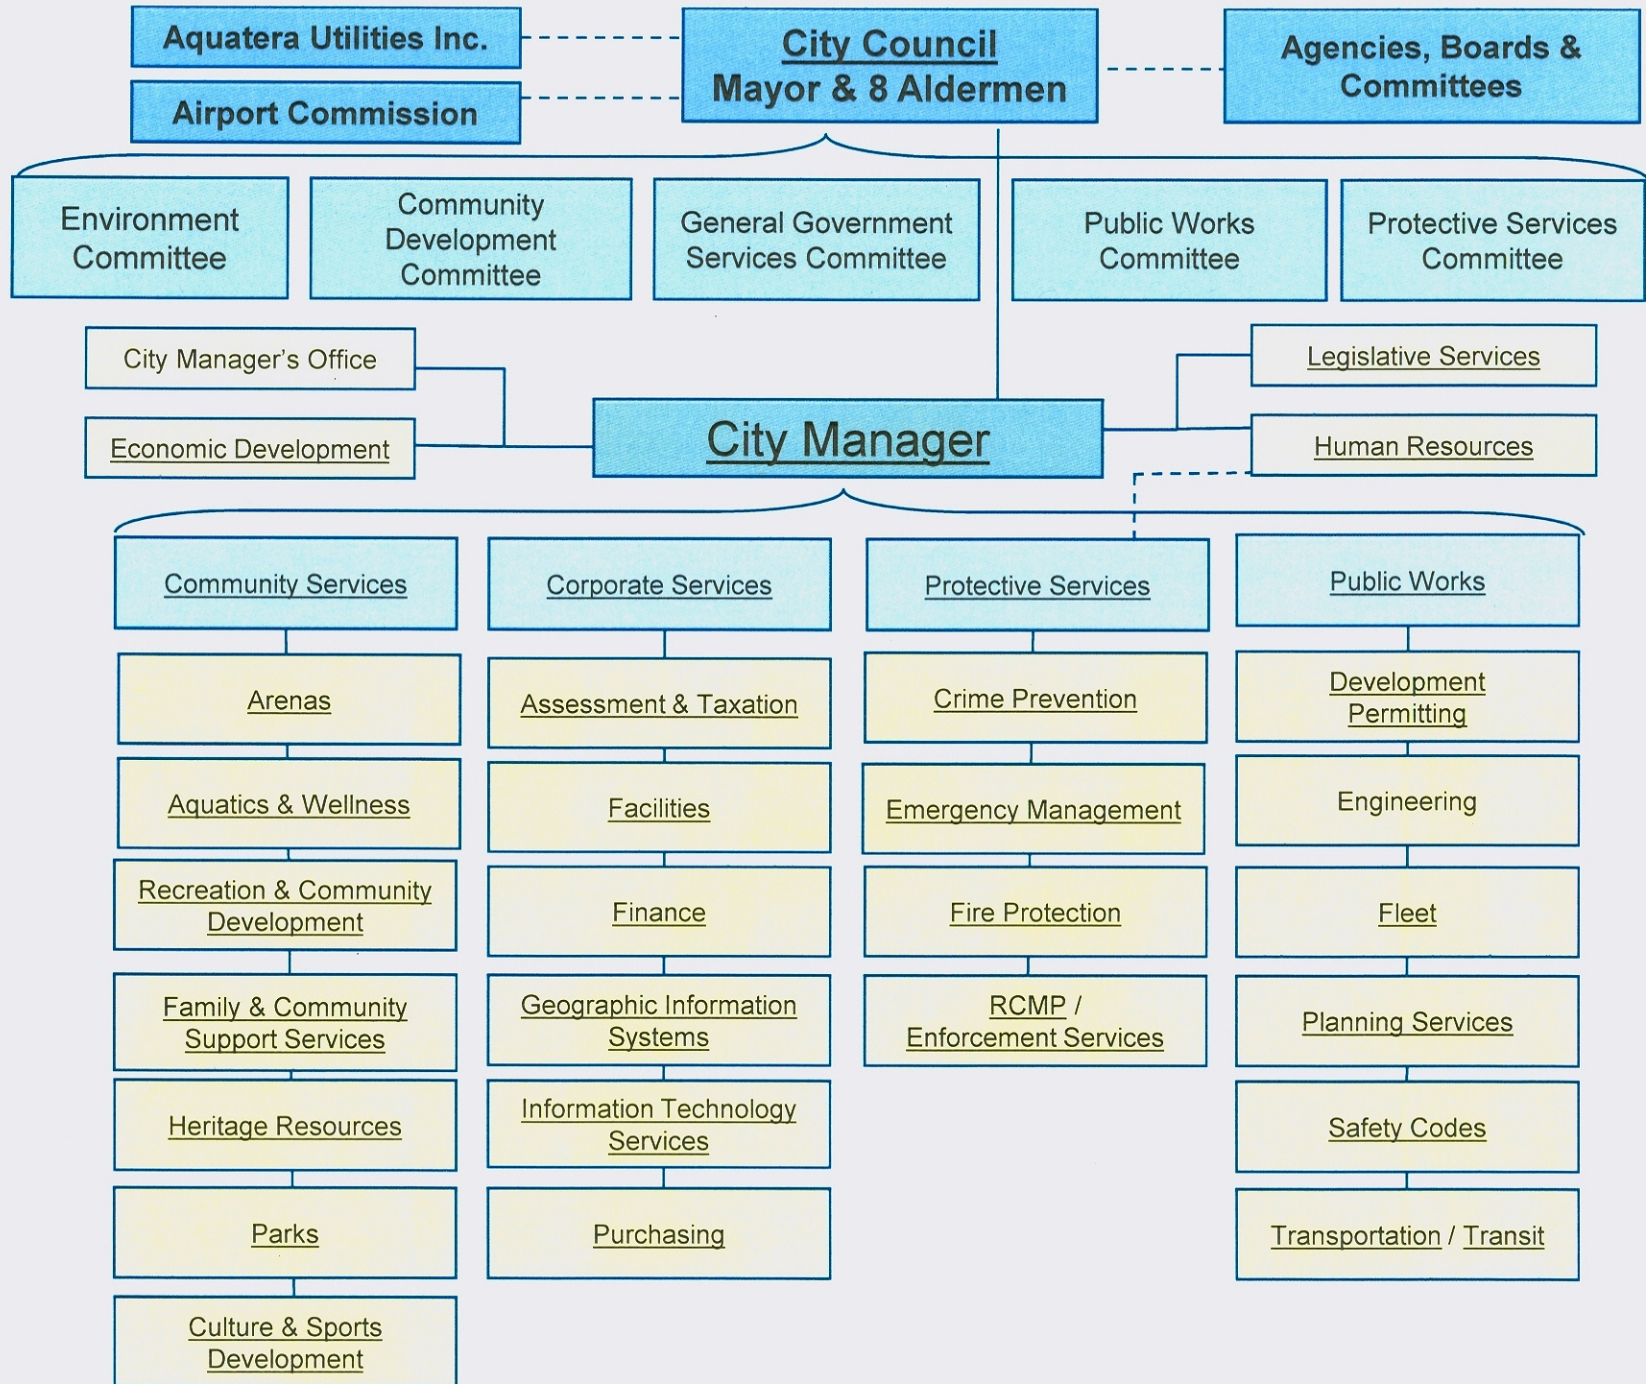 Aquatera Utilities Inc.
Airport Commission
City Council
Mayor & 8 Aldermen
Agencies, Boards &
Committees
Environment
Committee
Community
Development
Committee
General Government
Services Committee
Public Works
Committee
Protective Services
Committee
City Manager's Office
Economic Development
City Manager
Legislative Services
Human Resources
Community Services
Arenas
Aquatics & Wellness
Recreation & Community
Development
Family & Community
Support Services
Heritage Resources
Parks
Culture & Sports
Development
Corporate Services
Assessment & Taxation
Facilities
Finance
Geographic Information
Systems
Information Technology
Services
Purchasing
Protective Services
Crime Prevention
Emergency Management
Fire Protection
RCMP /
Enforcement Services
Public Works
Development
Permitting
Engineering
Fleet
Planning Services
Safety Codes
Transportation / Transit